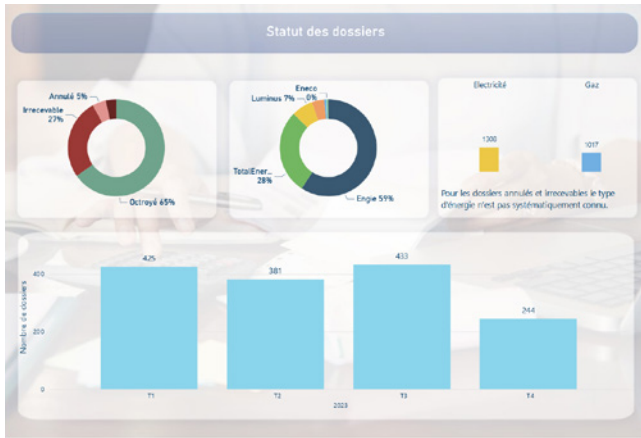 Statut des dossiers
Annulé 5%
Irrecevable
27%
Octroyé 65%
Eneco
0%
Luminus 7%
TotalEner...
28%
Engie 59%
Electricité
Gaz
1300
1017
Pour les dossiers annulés et irrecevables le type
d'énergie n'est pas systématiquement connu.
Nombre de dossiers
400
200
0
425
381
433
244
T1
T2
T3
T4
2023